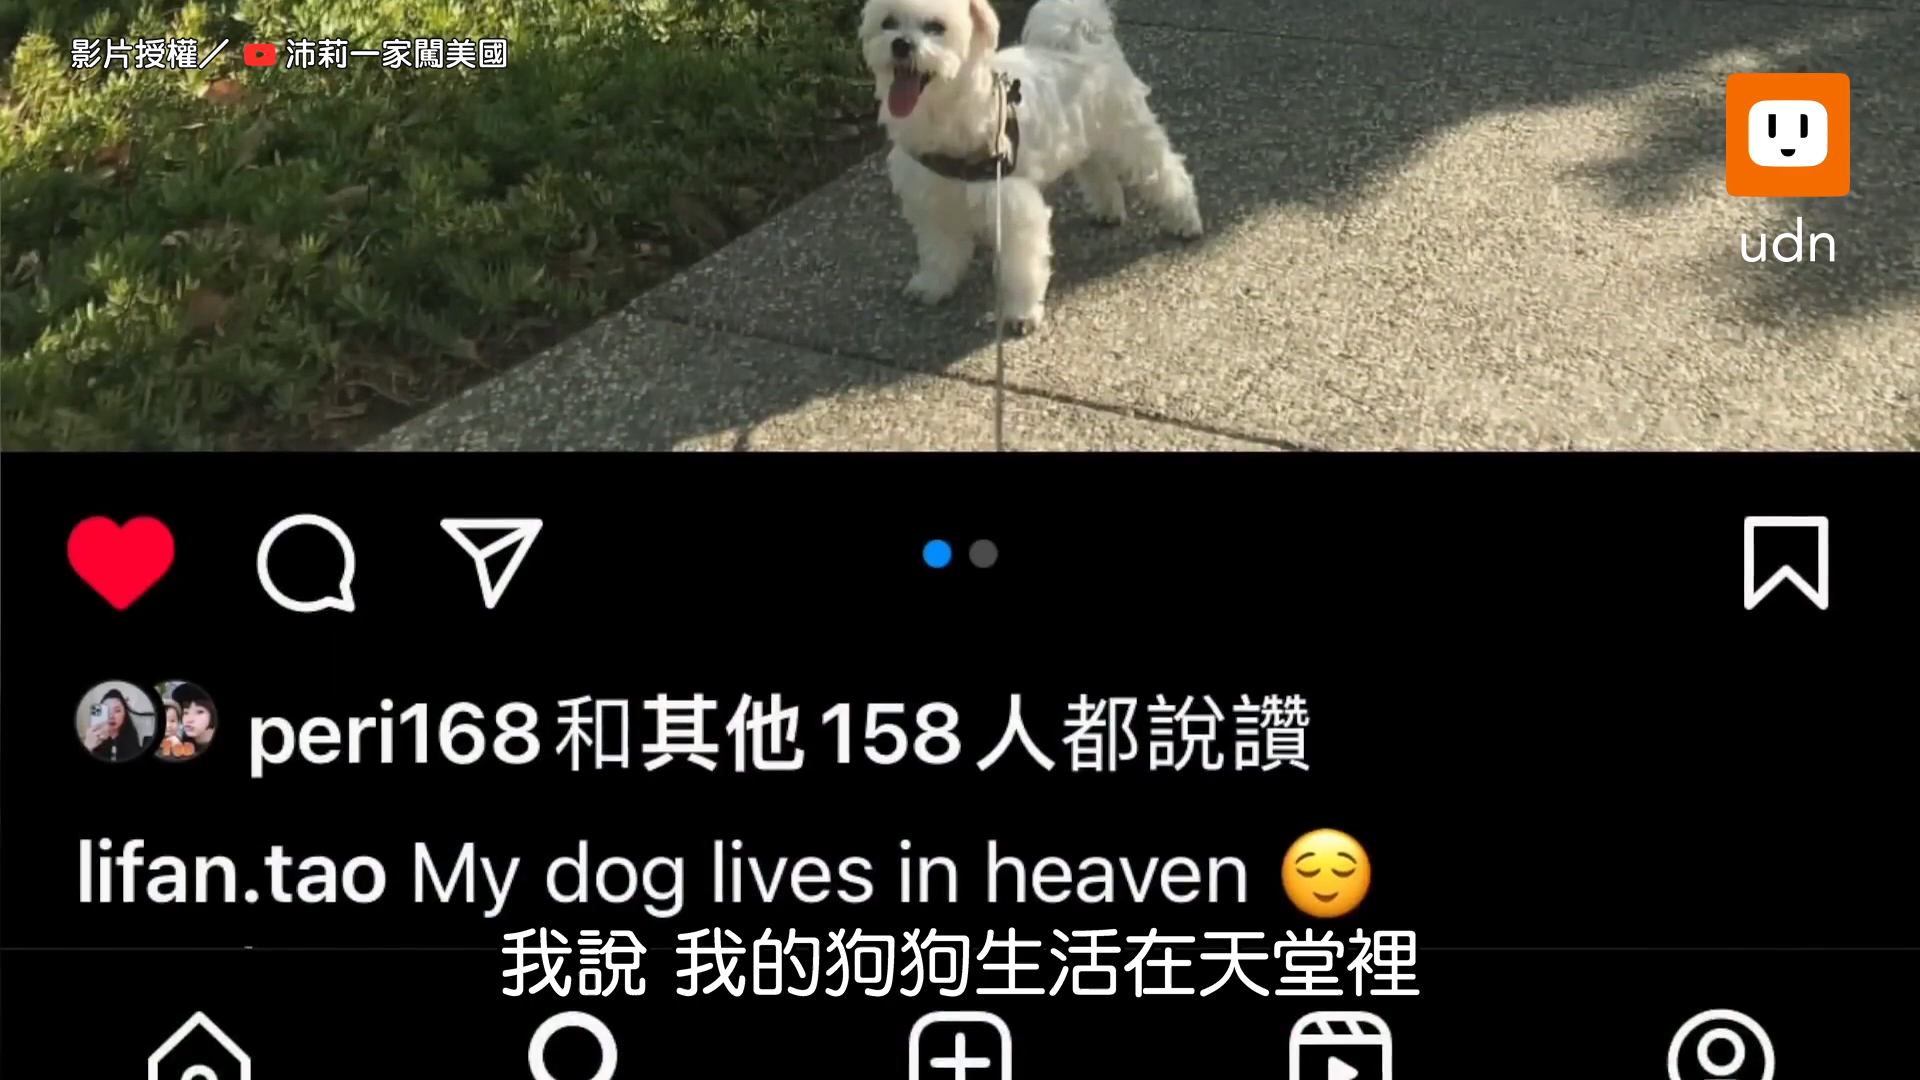 影片授權／ 沛莉一家闖美國
udn
peri168和其他158人都說讚
lifan.tao My dog lives in heaven 😌
我說 我的狗狗生活在天堂裡